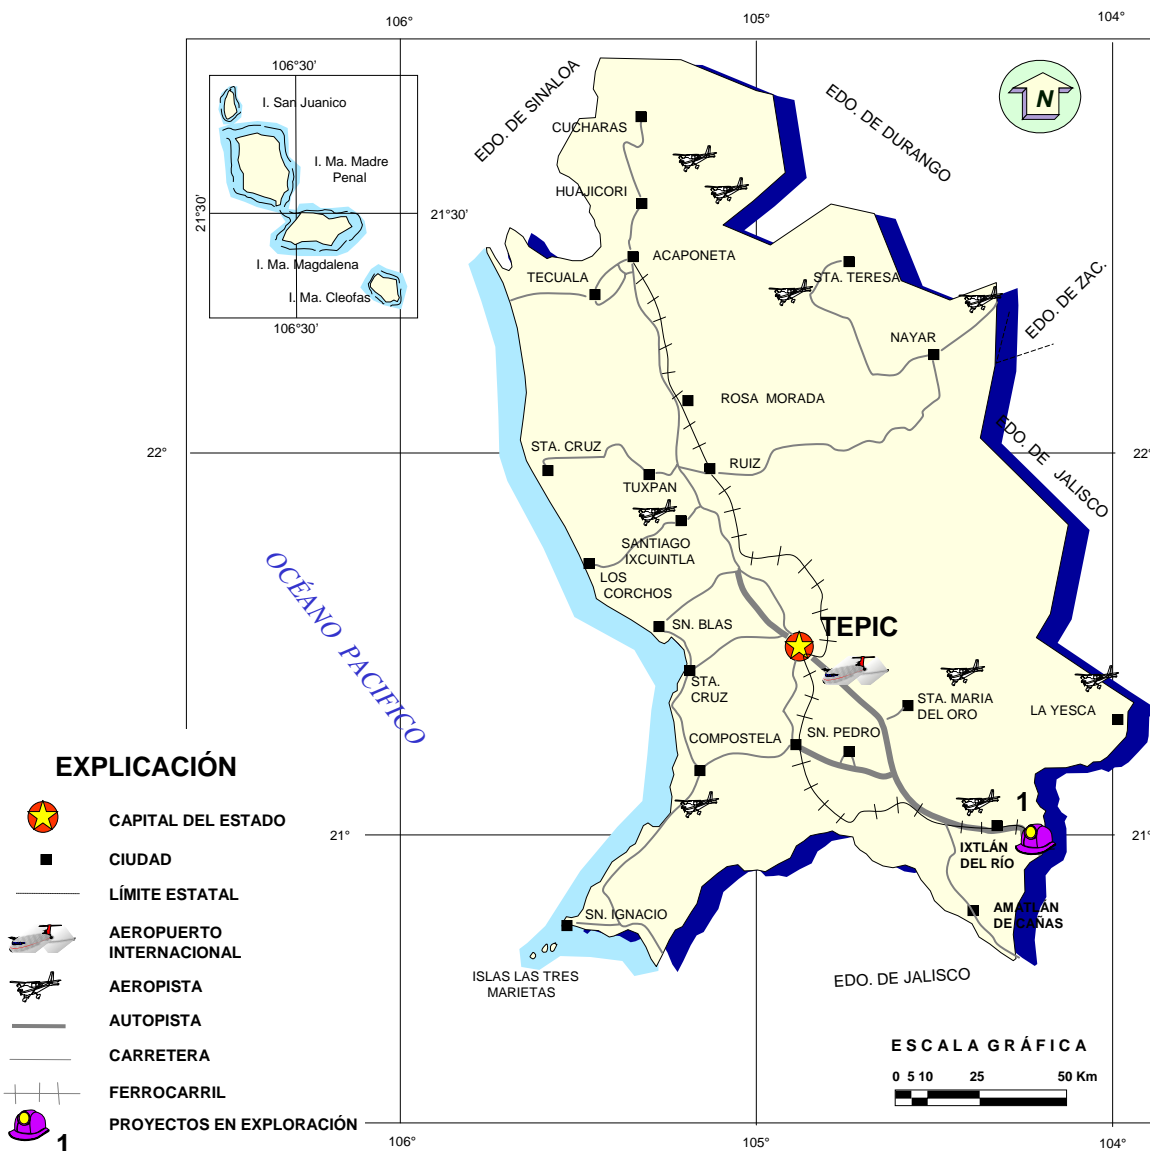 106°
105°
104°
106°30'
I. San Juanico
I. Ma. Madre
Penal
21°30'
21°30'
I. Ma. Magdalena
I. Ma. Cleofas
106°30'
EDO. DE SINALOA
EDO. DE DURANGO
N
CUCHARAS
HUAJICORI
ACAPONETA
TECUALA
STA. TERESA
EDO. DE ZAC.
NAYAR
ROSA MORADA
EDO. DE JALISCO
STA. CRUZ
22°
22°
RUIZ
TUXPAN
SANTIAGO
IXCUINTLA
LOS
CORCHOS
OCÉANO PACIFICO
SN. BLAS
TEPIC
STA.
CRUZ
STA. MARIA
DEL ORO
LA YESCA
COMPOSTELA
SN. PEDRO
1
21°
21°
IXTLÁN
DEL RÍO
AMATLÁN
DE CAÑAS
SN. IGNACIO
ISLAS LAS TRES
MARIETAS
EDO. DE JALISCO
EXPLICACIÓN
CAPITAL DEL ESTADO
CIUDAD
LÍMITE ESTATAL
AEROPUERTO
INTERNACIONAL
AEROPISTA
AUTOPISTA
CARRETERA
FERROCARRIL
PROYECTOS EN EXPLORACIÓN
1
ESCALA GRÁFICA
0 5 10 25 50 Km
106°
105°
104°